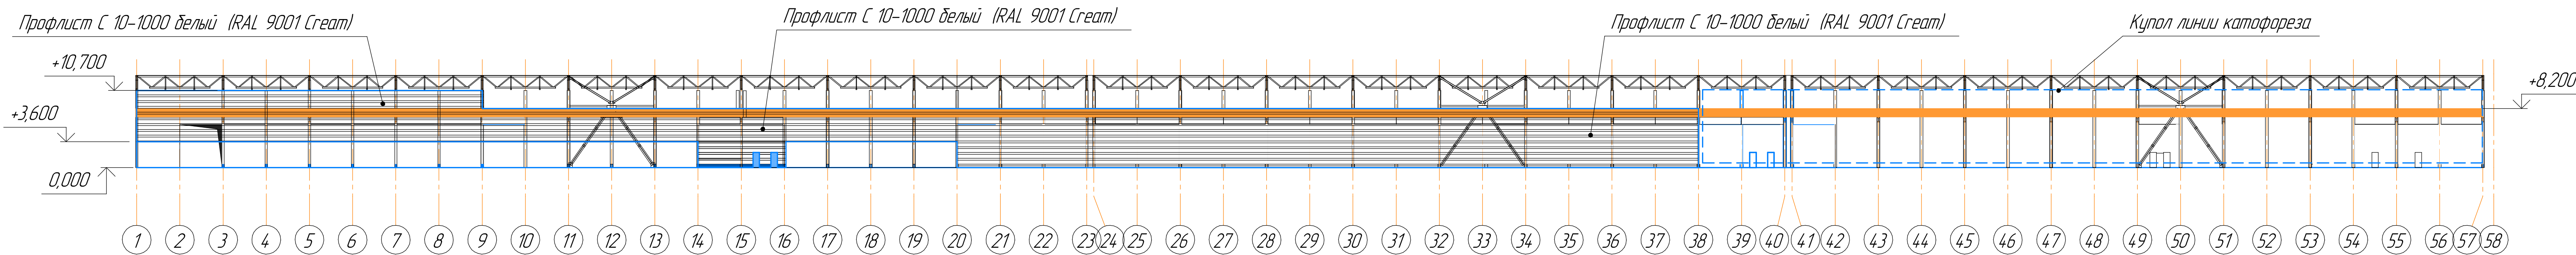 Профлист С 10-1000 белый (RAL 9001 Cream)
Профлист С 10-1000 белый (RAL 9001 Cream)
Профлист С 10-1000 белый (RAL 9001 Cream)
Купол линии катофореза
+10,700
+8,200
+3,600
0,000
1 2 3 4 5 6 7 8 9 10 11 12 13 14 15 16 17 18 19 20 21 22 23 24 25 26 27 28 29 30 31 32 33 34 35 36 37 38 39 40 41 42 43 44 45 46 47 48 49 50 51 52 53 54 55 56 57 58